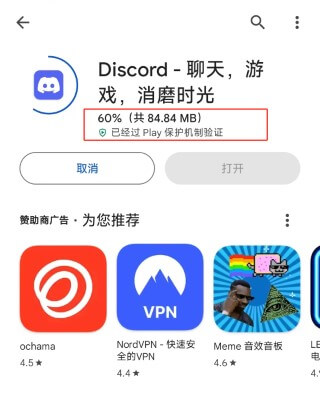 Discord - 聊天，游
戏，消磨时光
60%（共 84.84 MB）
已经过 Play 保护机制验证
取消
打开
赞助商广告 · 为您推荐
VPN
ochama
NordVPN - 快速安
全的VPN
Meme 音效音板
LE
电
4.5★
4.4★
4.6★
4.9